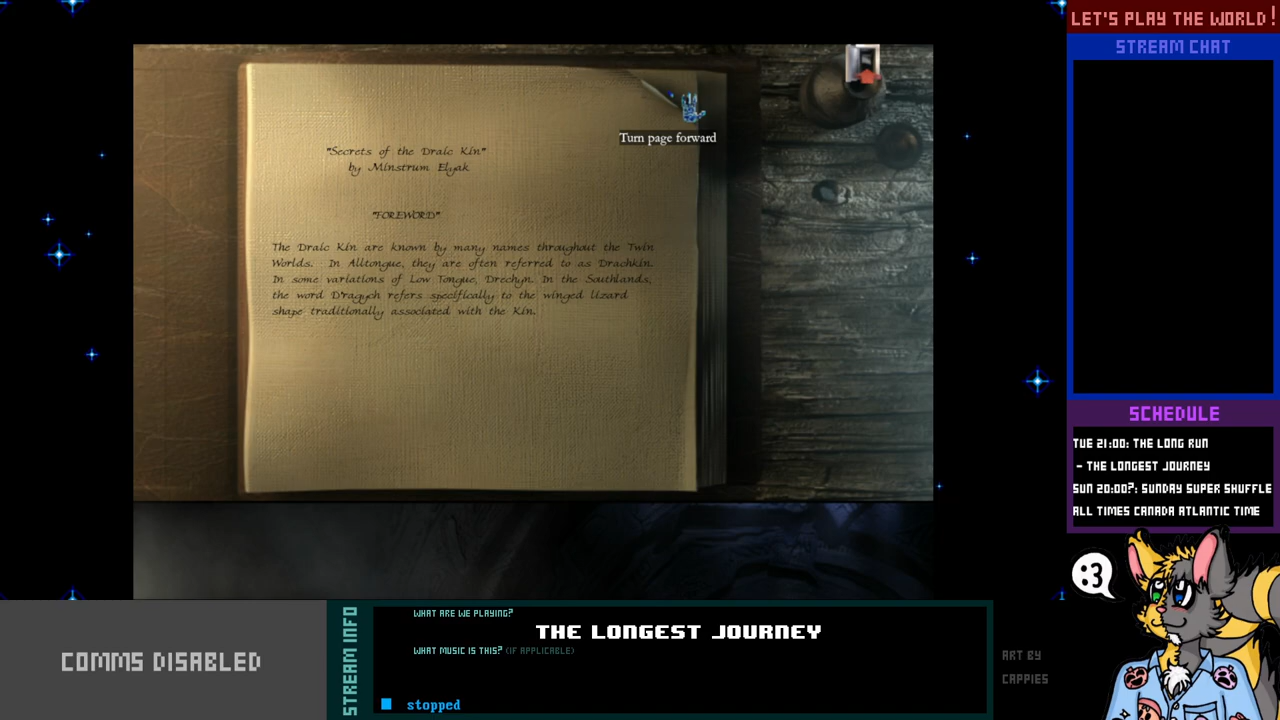 LET'S PLAY THE WORLD!
STREAM CHAT
Turn page forward
"Secrets of the Draic Kin"
by Minstrum Elyak
"FOREWORD"
The Draic Kin are known by many names throughout the Twin
Worlds. In Alltongue, they are often referred to as Drachkin.
In some variations of Low Tongue, Drechyn. In the Southlands,
the word D'ragych refers specifically to the winged lizard
shape traditionally associated with the Kin.
SCHEDULE
TUE 21:00: THE LONG RUN
- THE LONGEST JOURNEY
SUN 20:00?: SUNDAY SUPER SHUFFLE
ALL TIMES CANADA ATLANTIC TIME
:3
COMMS DISABLED
STREAM INFO
WHAT ARE WE PLAYING?
THE LONGEST JOURNEY
WHAT MUSIC IS THIS? (IF APPLICABLE)
stopped
ART BY
CAPPIES